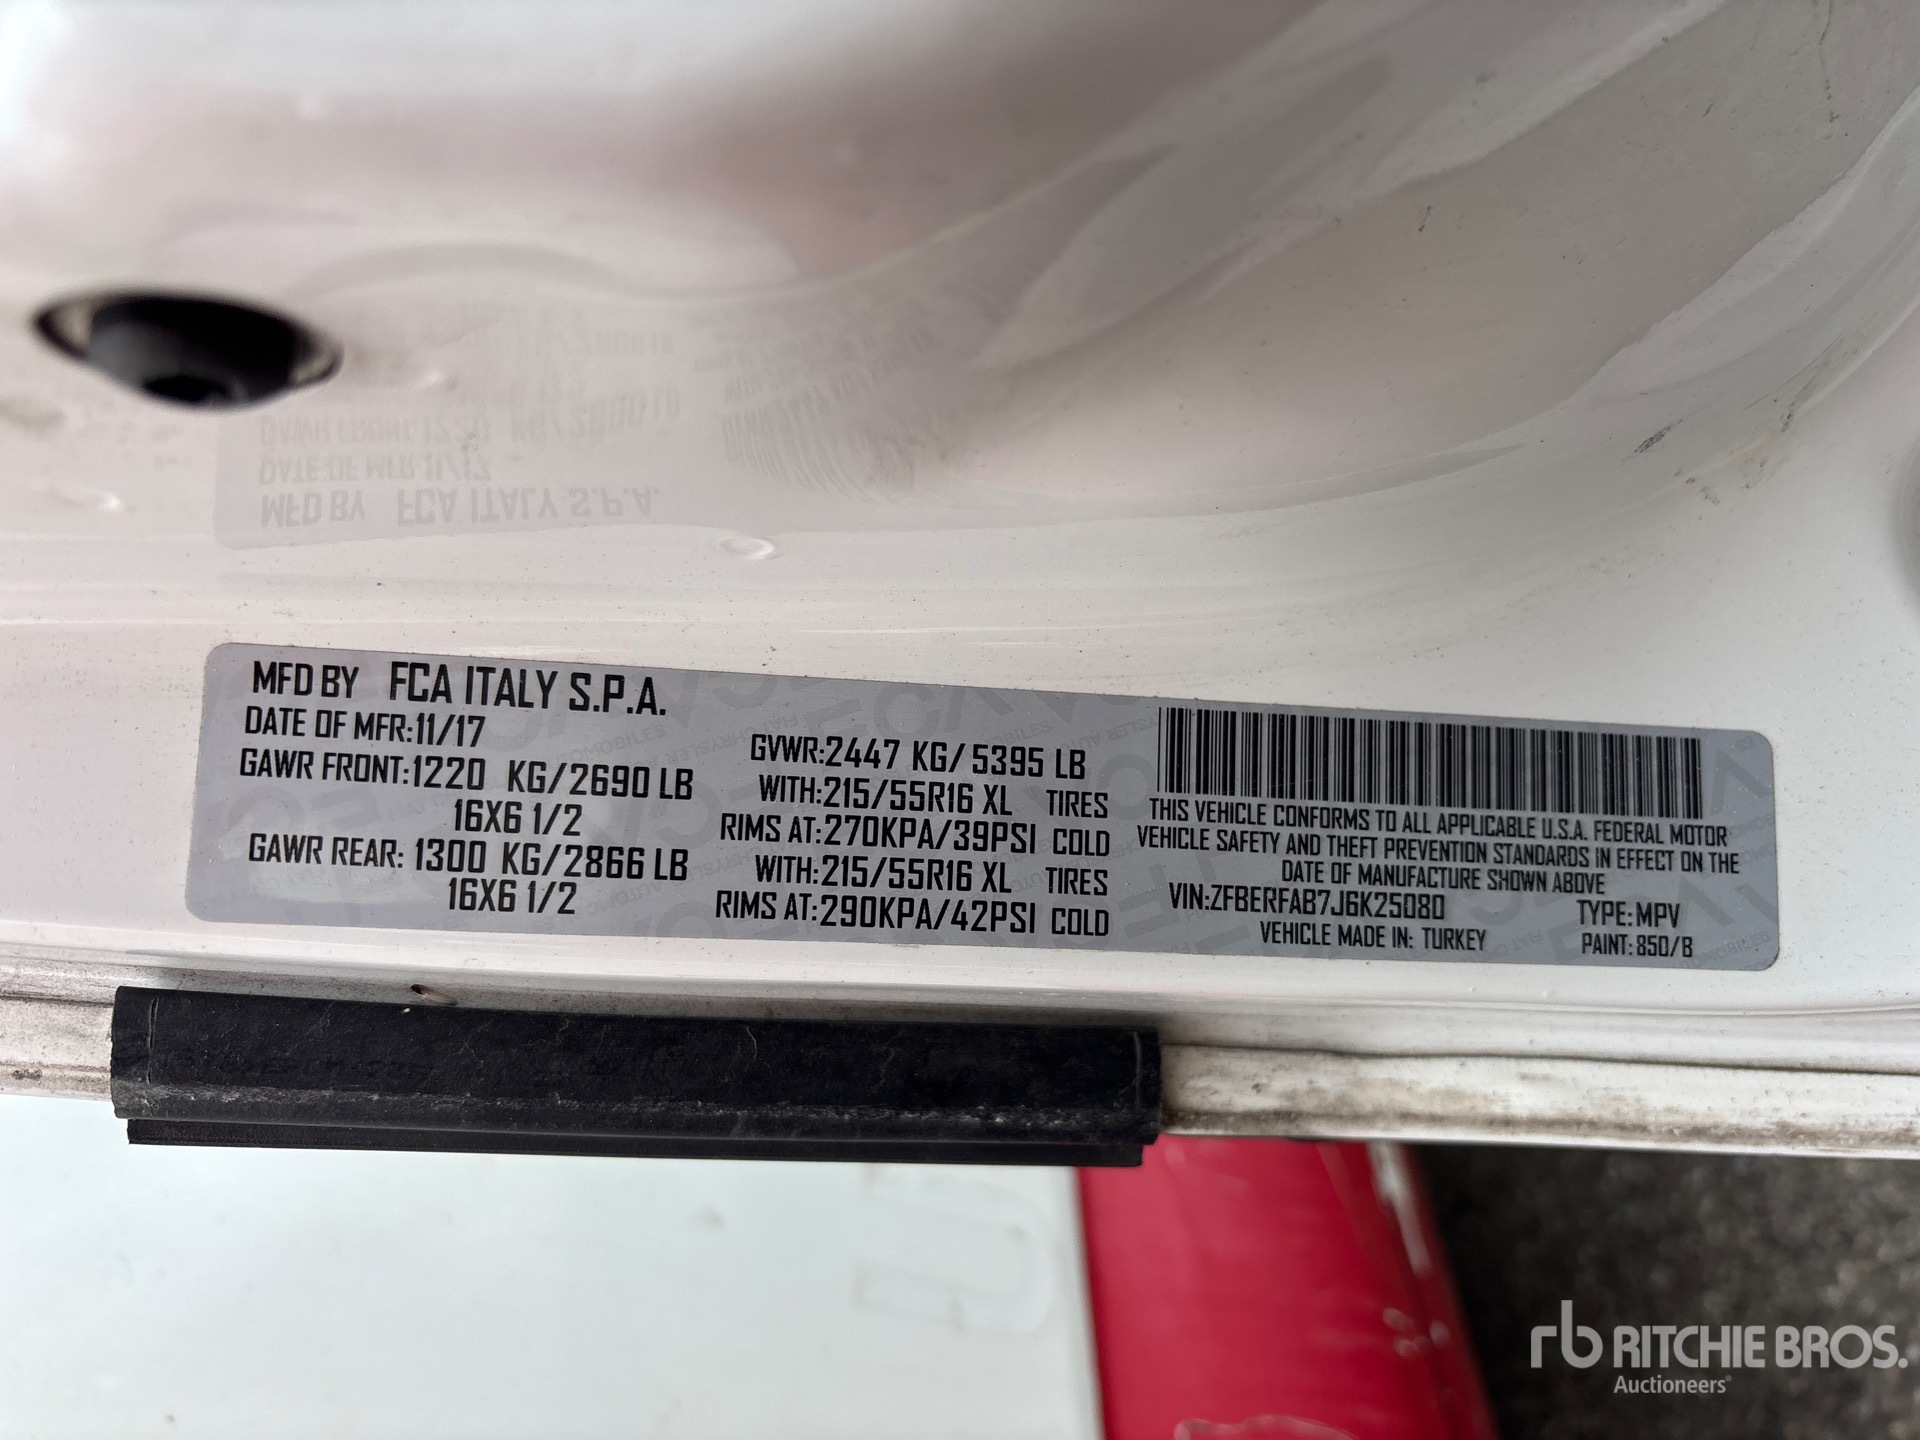 MFD BY FCA ITALY S.P.A.
DATE OF MFR:11/17
GAWR FRONT:1220 KG/2690 LB
16X6 1/2
GAWR REAR: 1300 KG/2866 LB
16X6 1/2
GVWR:2447 KG/ 5395 LB
WITH:215/55R16 XL TIRES
RIMS AT:270KPA/39PSI COLD
WITH:215/55R16 XL TIRES
RIMS AT:290KPA/42PSI COLD
THIS VEHICLE CONFORMS TO ALL APPLICABLE U.S.A. FEDERAL MOTOR
VEHICLE SAFETY AND THEFT PREVENTION STANDARDS IN EFFECT ON THE
DATE OF MANUFACTURE SHOWN ABOVE
VIN:ZFBERFAB7J6K25080 TYPE:MPV
VEHICLE MADE IN: TURKEY PAINT:850/B
rb RITCHIE BROS.
Auctioneers